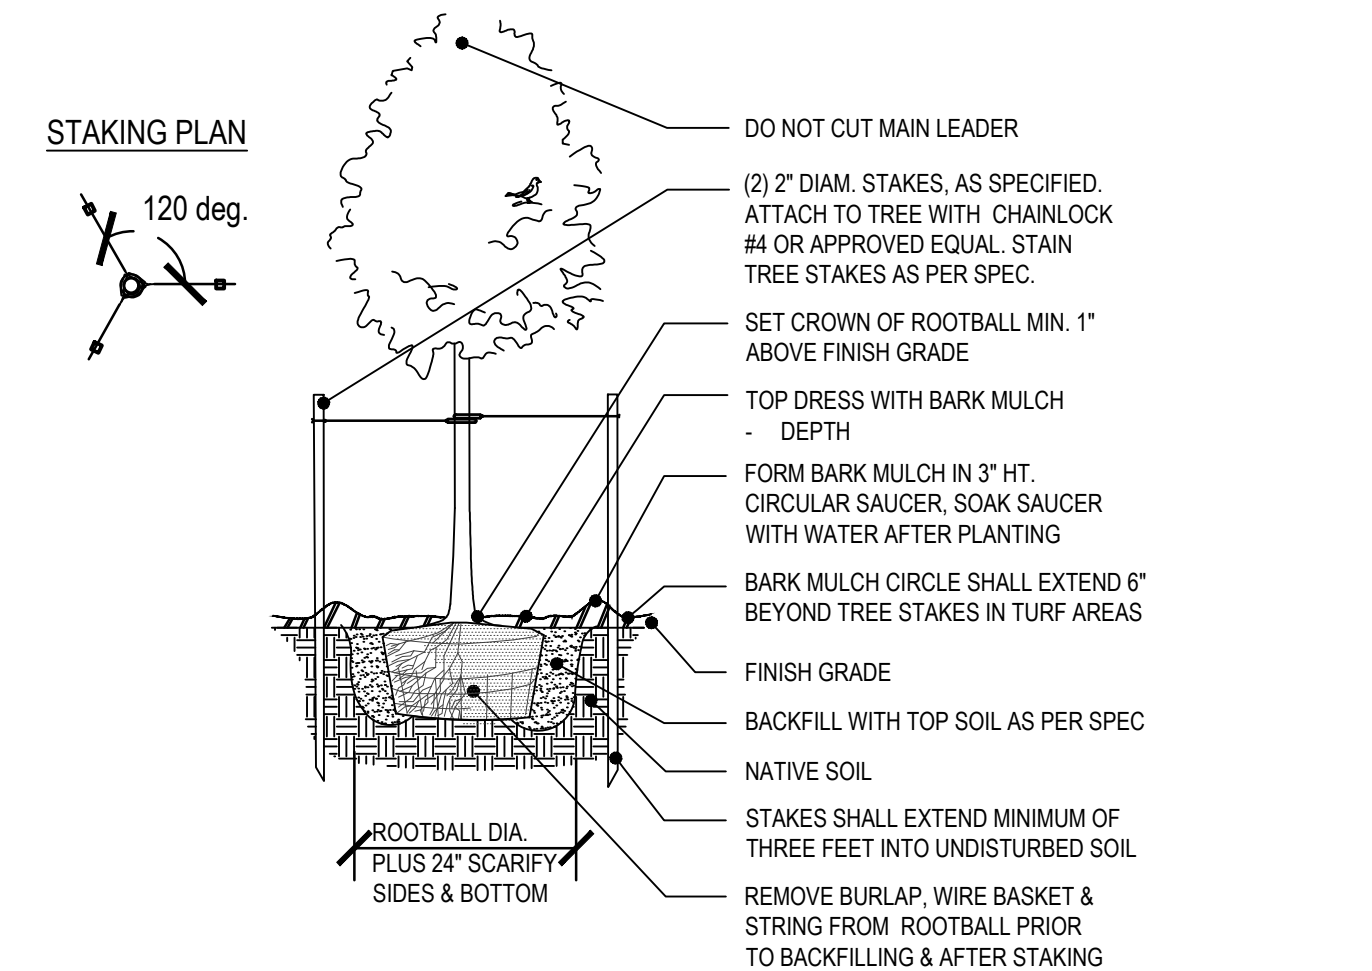 STAKING PLAN
120 deg.
DO NOT CUT MAIN LEADER
(2) 2" DIAM. STAKES, AS SPECIFIED.
ATTACH TO TREE WITH CHAINLOCK
#4 OR APPROVED EQUAL. STAIN
TREE STAKES AS PER SPEC.
SET CROWN OF ROOTBALL MIN. 1"
ABOVE FINISH GRADE
TOP DRESS WITH BARK MULCH
- DEPTH
FORM BARK MULCH IN 3" HT.
CIRCULAR SAUCER, SOAK SAUCER
WITH WATER AFTER PLANTING
BARK MULCH CIRCLE SHALL EXTEND 6"
BEYOND TREE STAKES IN TURF AREAS
FINISH GRADE
BACKFILL WITH TOP SOIL AS PER SPEC
NATIVE SOIL
STAKES SHALL EXTEND MINIMUM OF
THREE FEET INTO UNDISTURBED SOIL
REMOVE BURLAP, WIRE BASKET &
STRING FROM ROOTBALL PRIOR
TO BACKFILLING & AFTER STAKING
ROOTBALL DIA.
PLUS 24" SCARIFY
SIDES & BOTTOM